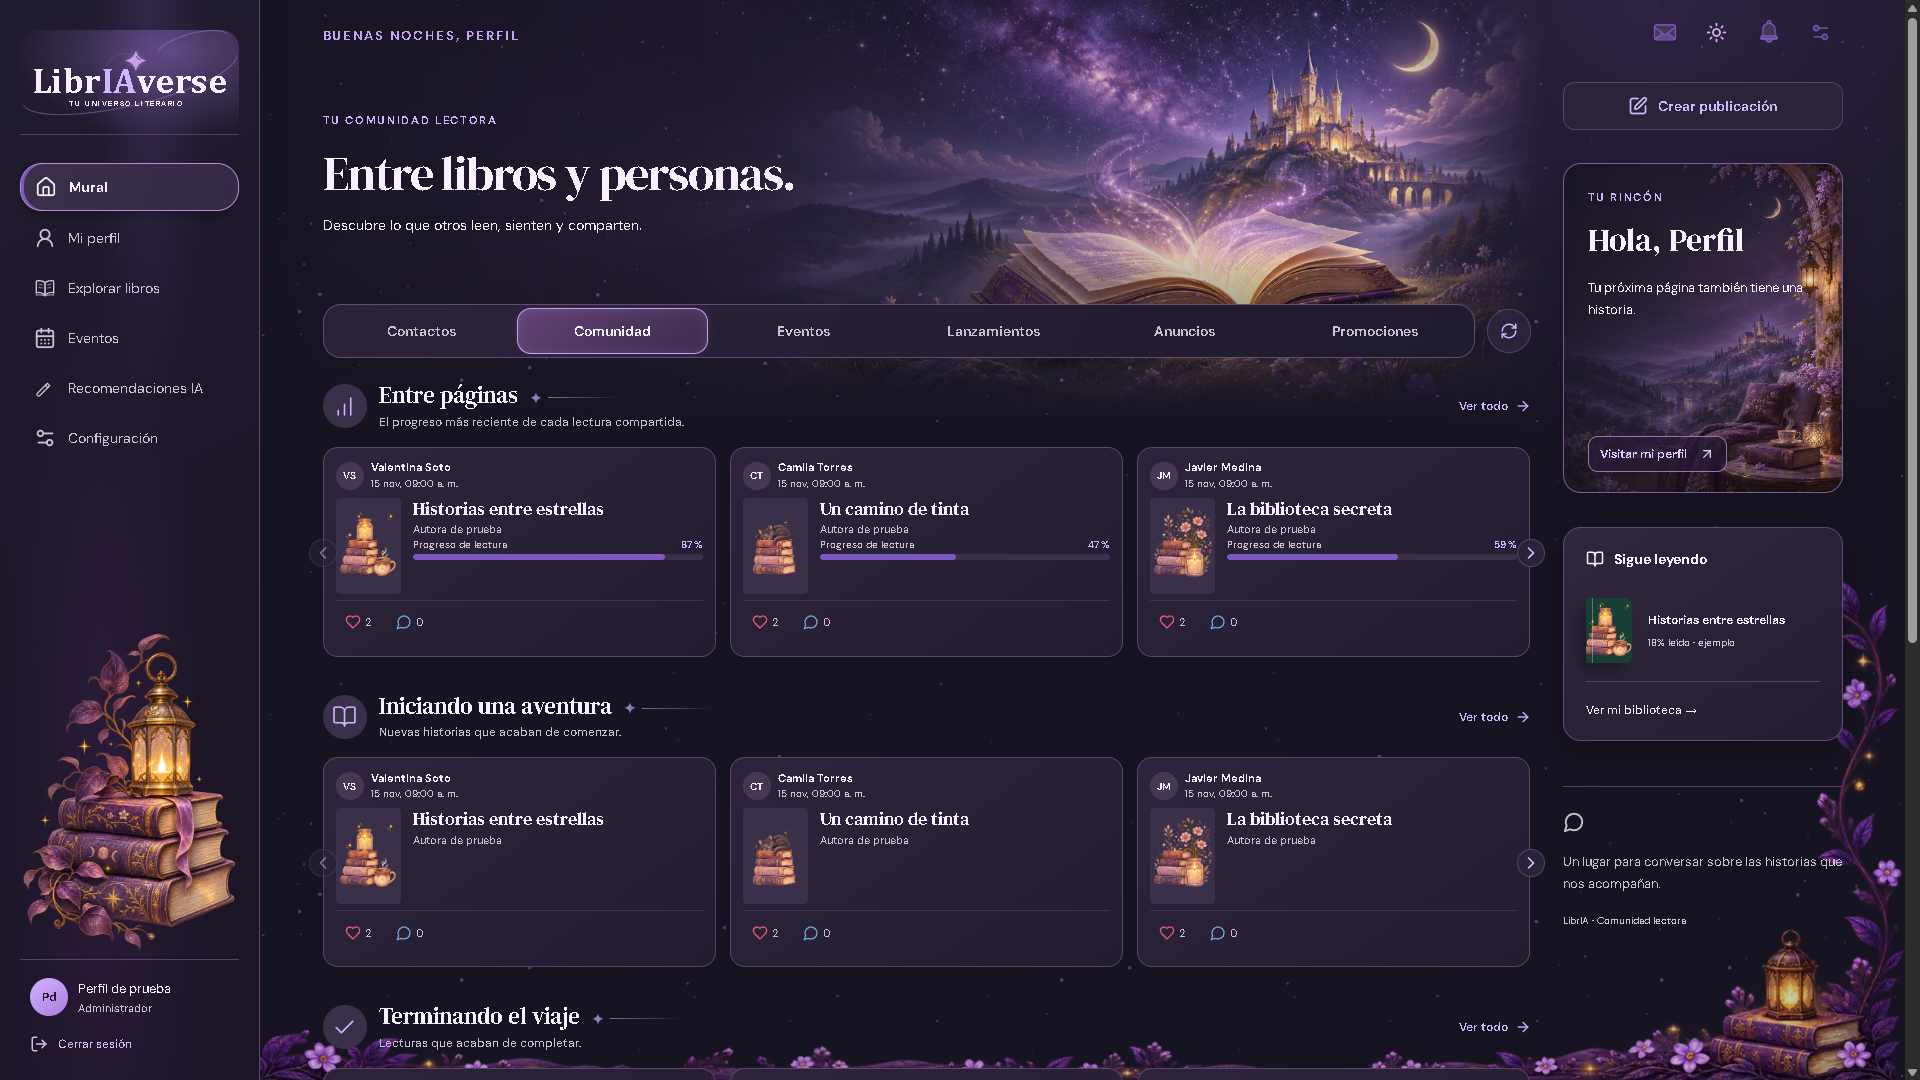 LibrIAverse
TU UNIVERSO LITERARIO
Mural
Mi perfil
Explorar libros
Eventos
Recomendaciones IA
Configuración
Pd
Perfil de prueba
Administrador
Cerrar sesión
BUENAS NOCHES, PERFIL
TU COMUNIDAD LECTORA
Entre libros y personas.
Descubre lo que otros leen, sienten y comparten.
Contactos
Comunidad
Eventos
Lanzamientos
Anuncios
Promociones
Entre páginas
El progreso más reciente de cada lectura compartida.
Ver todo
VS
Valentina Soto
15 nov, 09:00 a. m.
Historias entre estrellas
Autora de prueba
Progreso de lectura
87%
2
0
CT
Camila Torres
15 nov, 09:00 a. m.
Un camino de tinta
Autora de prueba
Progreso de lectura
47%
2
0
JM
Javier Medina
15 nov, 09:00 a. m.
La biblioteca secreta
Autora de prueba
Progreso de lectura
59%
2
0
Iniciando una aventura
Nuevas historias que acaban de comenzar.
Ver todo
VS
Valentina Soto
15 nov, 09:00 a. m.
Historias entre estrellas
Autora de prueba
2
0
CT
Camila Torres
15 nov, 09:00 a. m.
Un camino de tinta
Autora de prueba
2
0
JM
Javier Medina
15 nov, 09:00 a. m.
La biblioteca secreta
Autora de prueba
2
0
Terminando el viaje
Lecturas que acaban de completar.
Ver todo
Crear publicación
TU RINCÓN
Hola, Perfil
Tu próxima página también tiene una
historia.
Visitar mi perfil
Sigue leyendo
Historias entre estrellas
18% leído · ejemplo
Ver mi biblioteca →
Un lugar para conversar sobre las historias que
nos acompañan.
LibrIA · Comunidad lectora